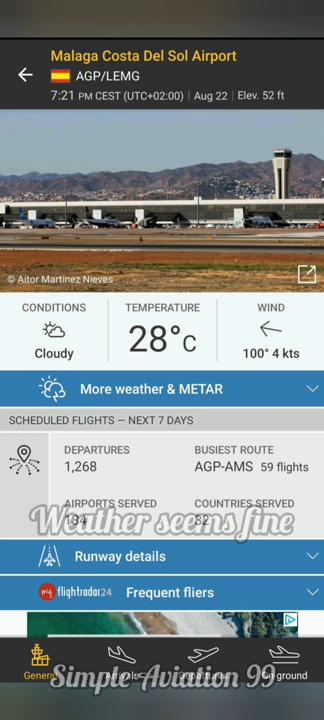 Malaga Costa Del Sol Airport
AGP/LEMG
7:21 PM CEST (UTC+02:00) | Aug 22 | Elev. 52 ft
© Aitor Martinez Nieves
CONDITIONS TEMPERATURE WIND
Cloudy 28°C 100° 4 kts
More weather & METAR
SCHEDULED FLIGHTS — NEXT 7 DAYS
DEPARTURES BUSIEST ROUTE
1,268 AGP-AMS 59 flights
AIRPORTS SERVED COUNTRIES SERVED
Weather seems fine
Runway details
my flightradar24 Frequent fliers
General Arrivals Departures On ground
Simple Aviation 99